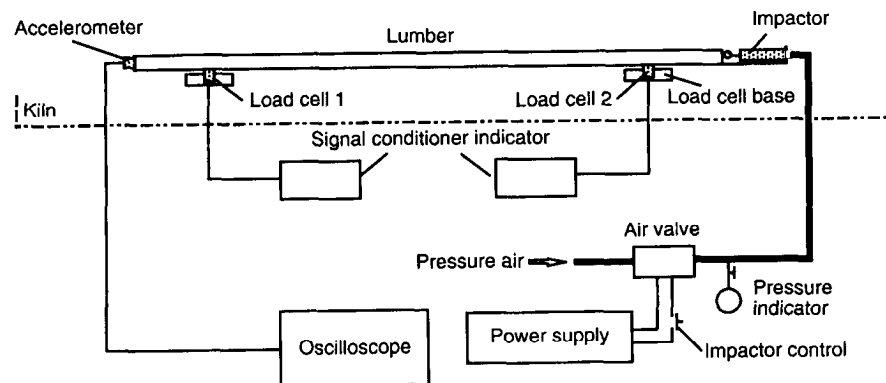 Impactor
Accelerometer
Lumber
Load cell 1
Load cell 2
Load cell base
Kiln
Signal conditioner indicator
Air valve
Pressure air
Pressure
indicator
Power supply
Oscilloscope
Impactor control